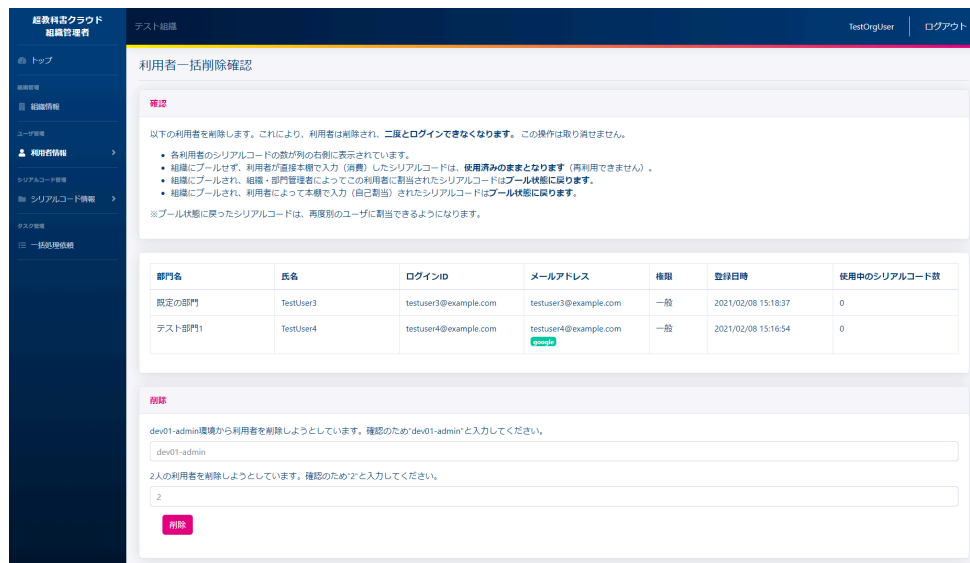 超教科書クラウド
組織管理者
テスト組織
TestOrgUser
ログアウト
トップ
組織管理
組織情報
ユーザ管理
利用者情報
シリアルコード管理
シリアルコード情報
タスク管理
一括処理依頼
利用者一括削除確認
確認
以下の利用者を削除します。これにより、利用者は削除され、二度とログインできなくなります。この操作は取り消せません。
各利用者のシリアルコードの数が列の右側に表示されています。
組織にプールせず、利用者が直接本棚で入力（消費）したシリアルコードは、使用済みのままとなります（再利用できません）。
組織にプールされ、組織・部門管理者によってこの利用者に割当されたシリアルコードはプール状態に戻ります。
組織にプールされ、利用者によって本棚で入力（自己割当）されたシリアルコードはプール状態に戻ります。
※プール状態に戻ったシリアルコードは、再度別のユーザに割当できるようになります。
部門名 氏名 ログインID メールアドレス 権限 登録日時 使用中のシリアルコード数
既定の部門 TestUser3 testuser3@example.com testuser3@example.com 一般 2021/02/08 15:18:37 0
テスト部門1 TestUser4 testuser4@example.com testuser4@example.com 一般 2021/02/08 15:16:54 0
google
削除
dev01-admin環境から利用者を削除しようとしています。確認のため"dev01-admin"と入力してください。
dev01-admin
2人の利用者を削除しようとしています。確認のため"2"と入力してください。
2
削除